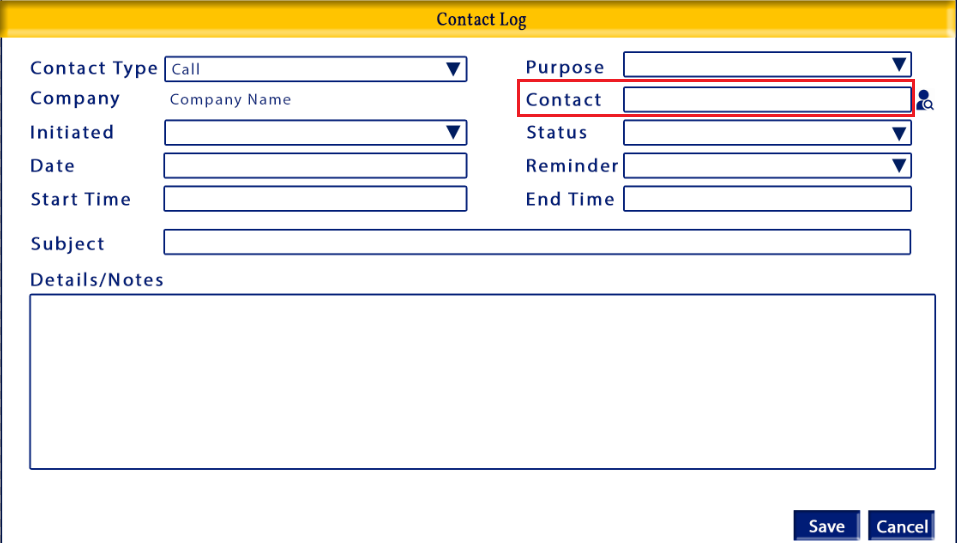 Contact Log
Contact Type Call Purpose
Company Company Name Contact
Initiated Status
Date Reminder
Start Time End Time
Subject
Details/Notes
Save Cancel